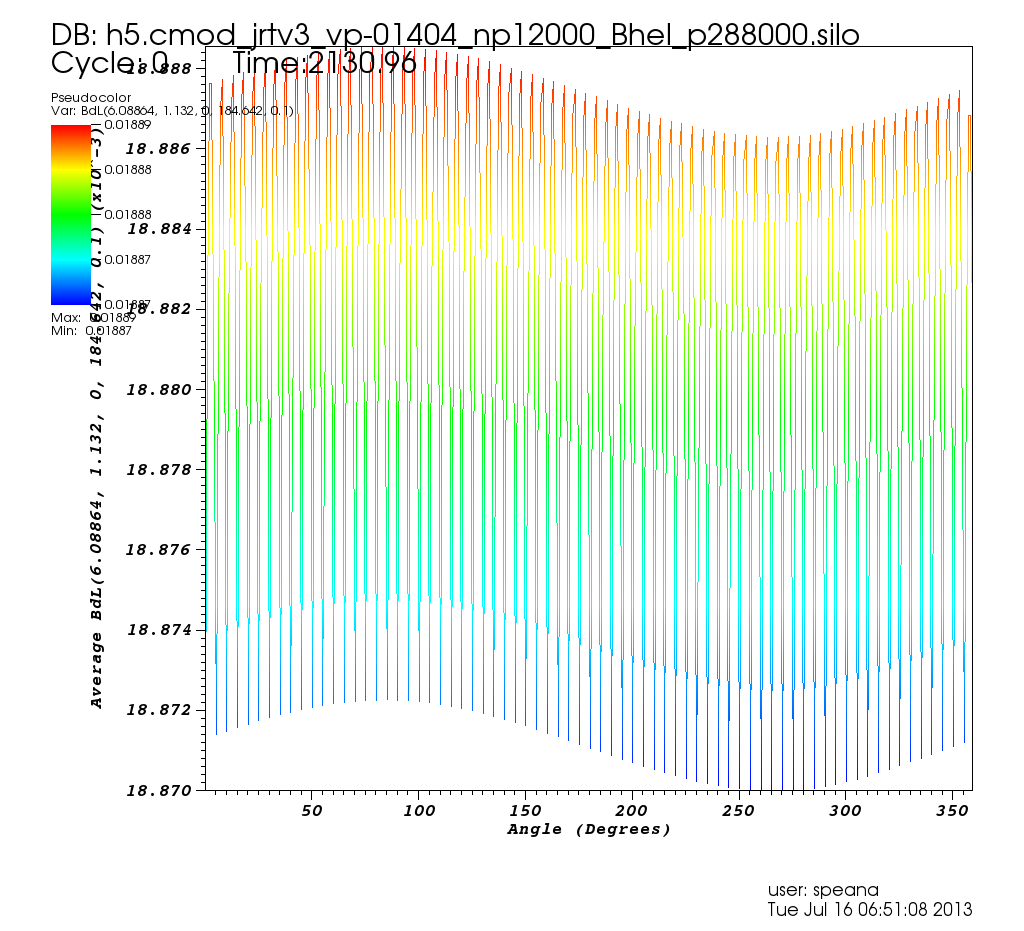 DB: h5.cmod_jrtv3_vp-01404_np12000_Bhel_p288000.silo
Cycle: 0 Time:2130.96
Pseudocolor
Var: BdL(6.08864, 1.132, 0, 184.642, 0.1)
0.01889
0.01888
0.01888
0.01887
0.01887
Max: 0.01889
Min: 0.01887
Average BdL(6.08864, 1.132, 0, 184.642, 0.1) (x10^-3)
18.888
18.886
18.884
18.882
18.880
18.878
18.876
18.874
18.872
18.870
50 100 150 200 250 300 350
Angle (Degrees)
user: speana
Tue Jul 16 06:51:08 2013